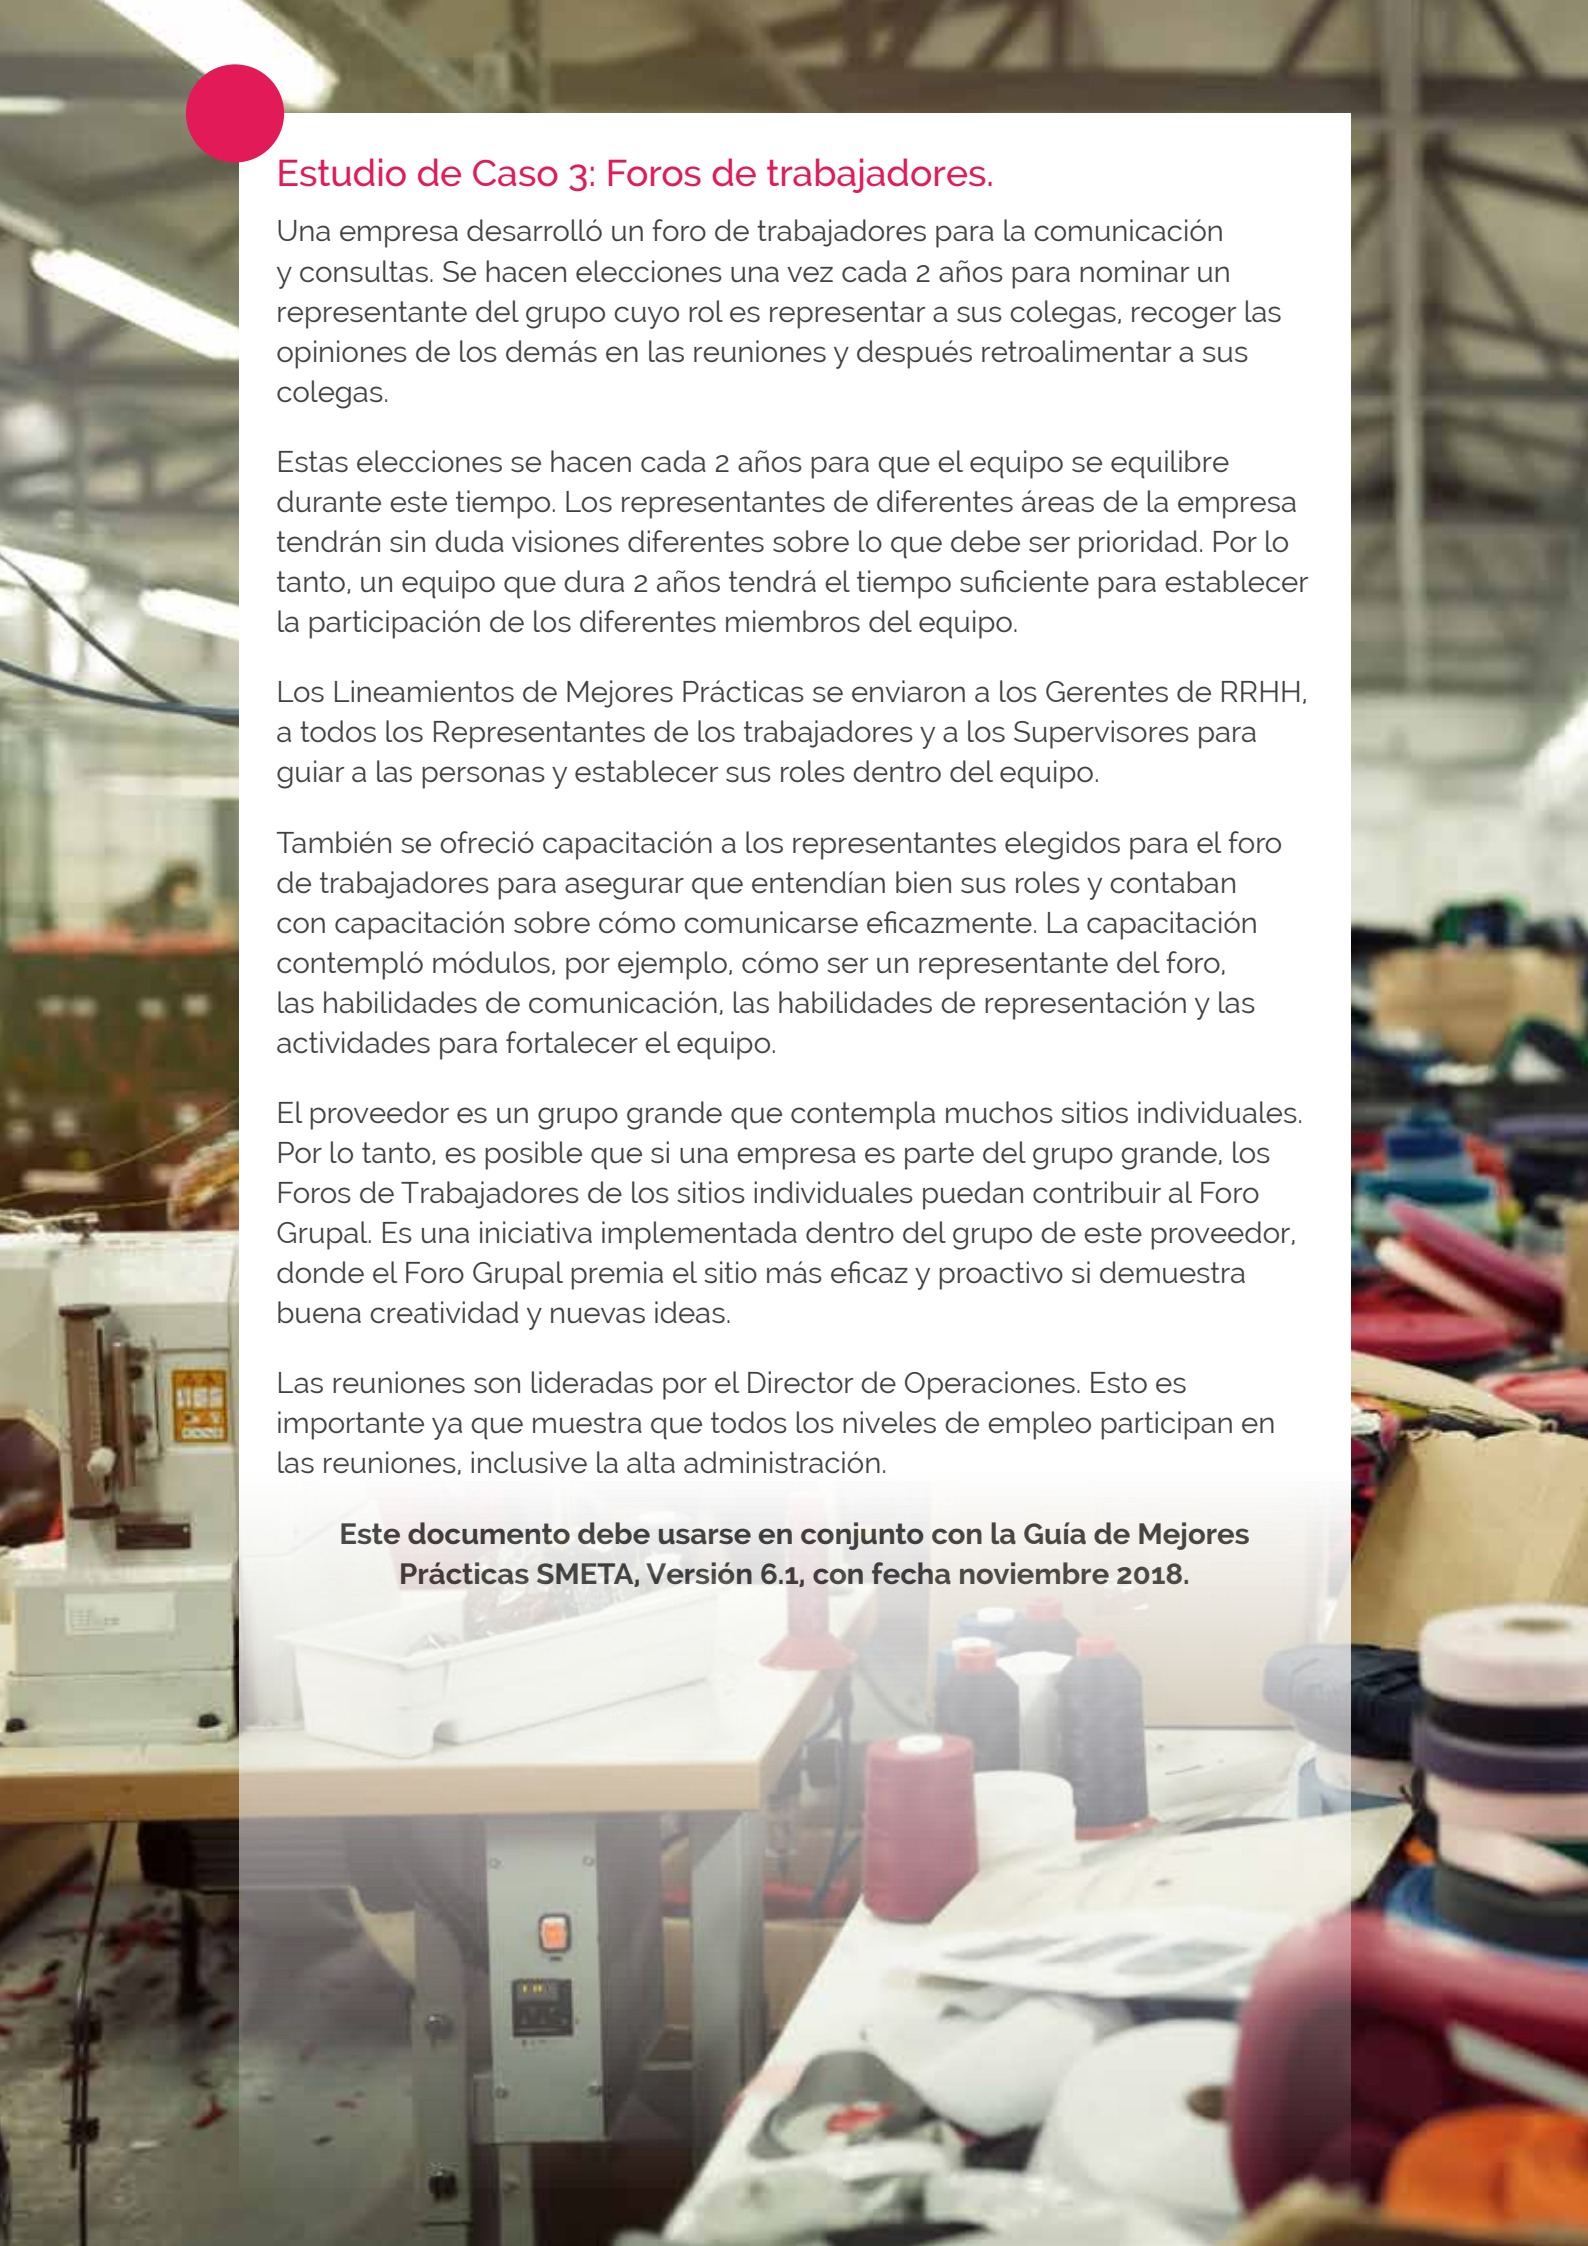 Estudio de Caso 3: Foros de trabajadores.
Una empresa desarrolló un foro de trabajadores para la comunicación
y consultas. Se hacen elecciones una vez cada 2 años para nominar un
representante del grupo cuyo rol es representar a sus colegas, recoger las
opiniones de los demás en las reuniones y después retroalimentar a sus
colegas.
Estas elecciones se hacen cada 2 años para que el equipo se equilibre
durante este tiempo. Los representantes de diferentes áreas de la empresa
tendrán sin duda visiones diferentes sobre lo que debe ser prioridad. Por lo
tanto, un equipo que dura 2 años tendrá el tiempo suficiente para establecer
la participación de los diferentes miembros del equipo.
Los Lineamientos de Mejores Prácticas se enviaron a los Gerentes de RRHH,
a todos los Representantes de los trabajadores y a los Supervisores para
guiar a las personas y establecer sus roles dentro del equipo.
También se ofreció capacitación a los representantes elegidos para el foro
de trabajadores para asegurar que entendían bien sus roles y contaban
con capacitación sobre cómo comunicarse eficazmente. La capacitación
contempló módulos, por ejemplo, cómo ser un representante del foro,
las habilidades de comunicación, las habilidades de representación y las
actividades para fortalecer el equipo.
El proveedor es un grupo grande que contempla muchos sitios individuales.
Por lo tanto, es posible que si una empresa es parte del grupo grande, los
Foros de Trabajadores de los sitios individuales puedan contribuir al Foro
Grupal. Es una iniciativa implementada dentro del grupo de este proveedor,
donde el Foro Grupal premia el sitio más eficaz y proactivo si demuestra
buena creatividad y nuevas ideas.
Las reuniones son lideradas por el Director de Operaciones. Esto es
importante ya que muestra que todos los niveles de empleo participan en
las reuniones, inclusive la alta administración.
Este documento debe usarse en conjunto con la Guía de Mejores
Prácticas SMETA, Versión 6.1, con fecha noviembre 2018.